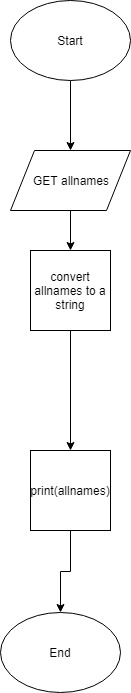 Start
GET allnames
convert
allnames to a
string
print(allnames)
End